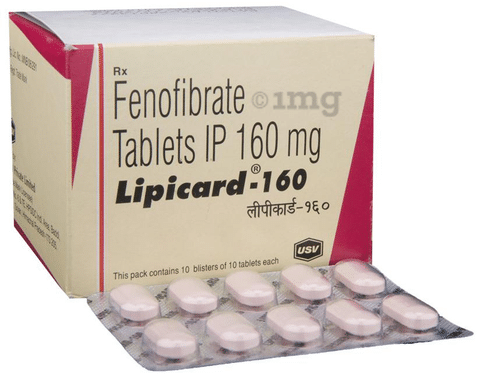 Rx
Fenofibrate
Tablets IP 160 mg
Lipicard®-160
लीपीकार्ड-१६०
USV
This pack contains 10 blisters of 10 tablets each
1mg